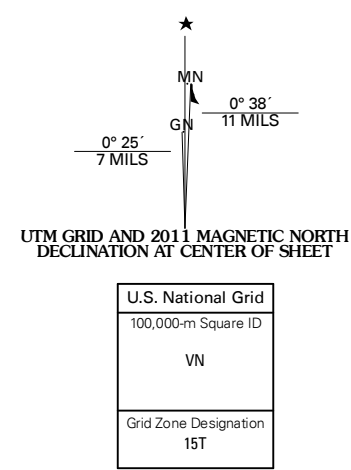 MN
0° 38´
11 MILS
GN
0° 25´
7 MILS
UTM GRID AND 2011 MAGNETIC NORTH
DECLINATION AT CENTER OF SHEET
U.S. National Grid
100,000-m Square ID
VN
Grid Zone Designation
15T